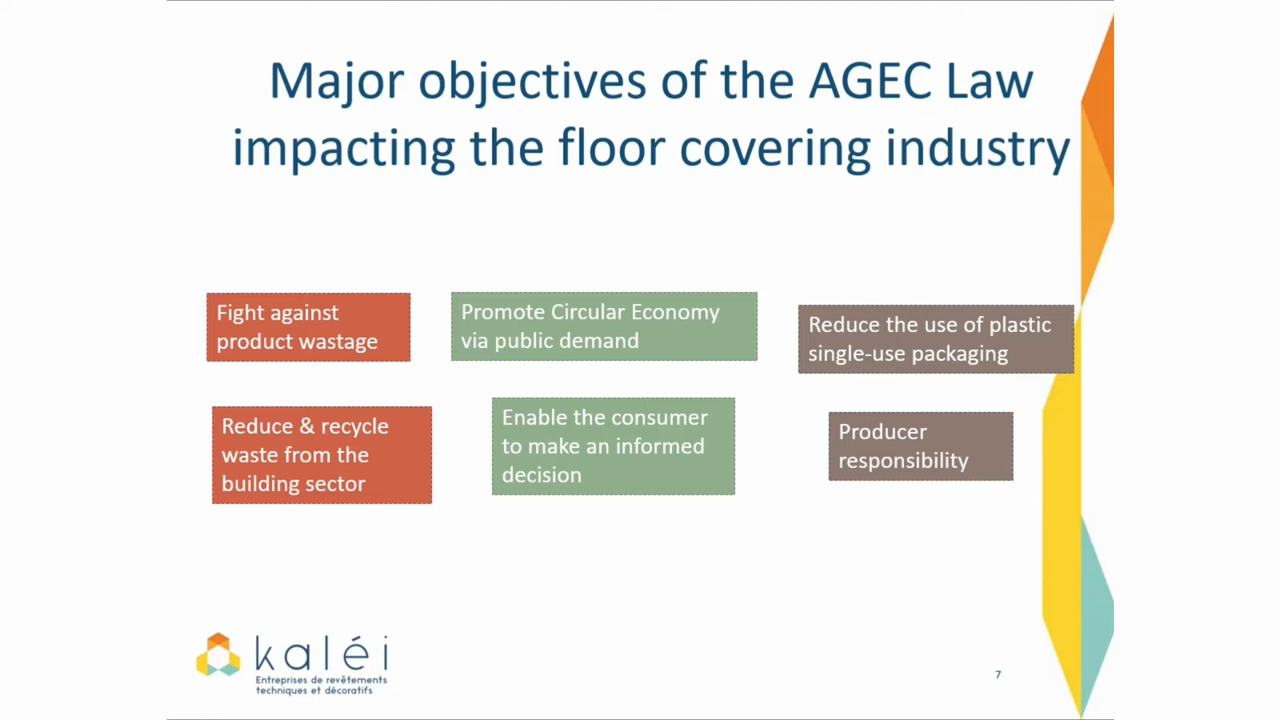 Major objectives of the AGEC Law
impacting the floor covering industry
Fight against
product wastage
Promote Circular Economy
via public demand
Reduce the use of plastic
single-use packaging
Reduce & recycle
waste from the
building sector
Enable the consumer
to make an informed
decision
Producer
responsibility
kaléi
Entreprises de revêtements
techniques et décoratifs
7